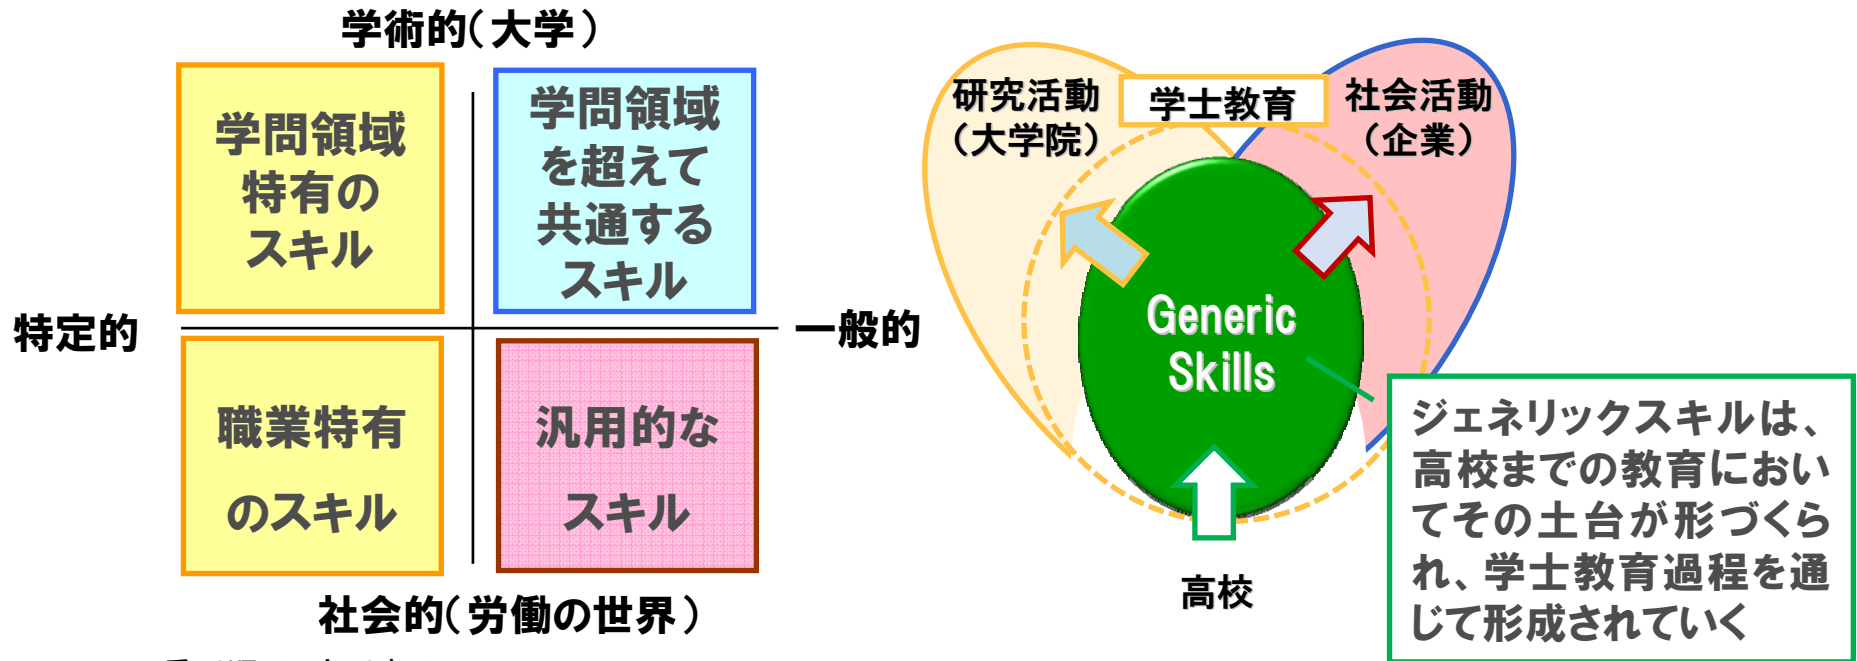 学術的(大学)
学問領域
特有の
スキル
学問領域
を超えて
共通する
スキル
特定的
一般的
職業特有
のスキル
汎用的な
スキル
社会的(労働の世界)
研究活動
(大学院)
学士教育
社会活動
(企業)
Generic
Skills
高校
ジェネリックスキルは、
高校までの教育におい
てその土台が形づくら
れ、学士教育過程を通
じて形成されていく